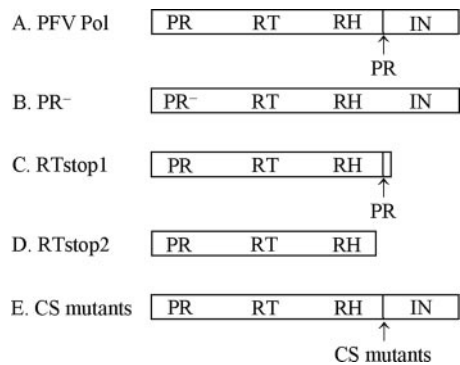 A. PFV Pol PR RT RH IN
PR
B. PR⁻ PR⁻ RT RH IN
C. RTstop1 PR RT RH
PR
D. RTstop2 PR RT RH
E. CS mutants PR RT RH IN
CS mutants